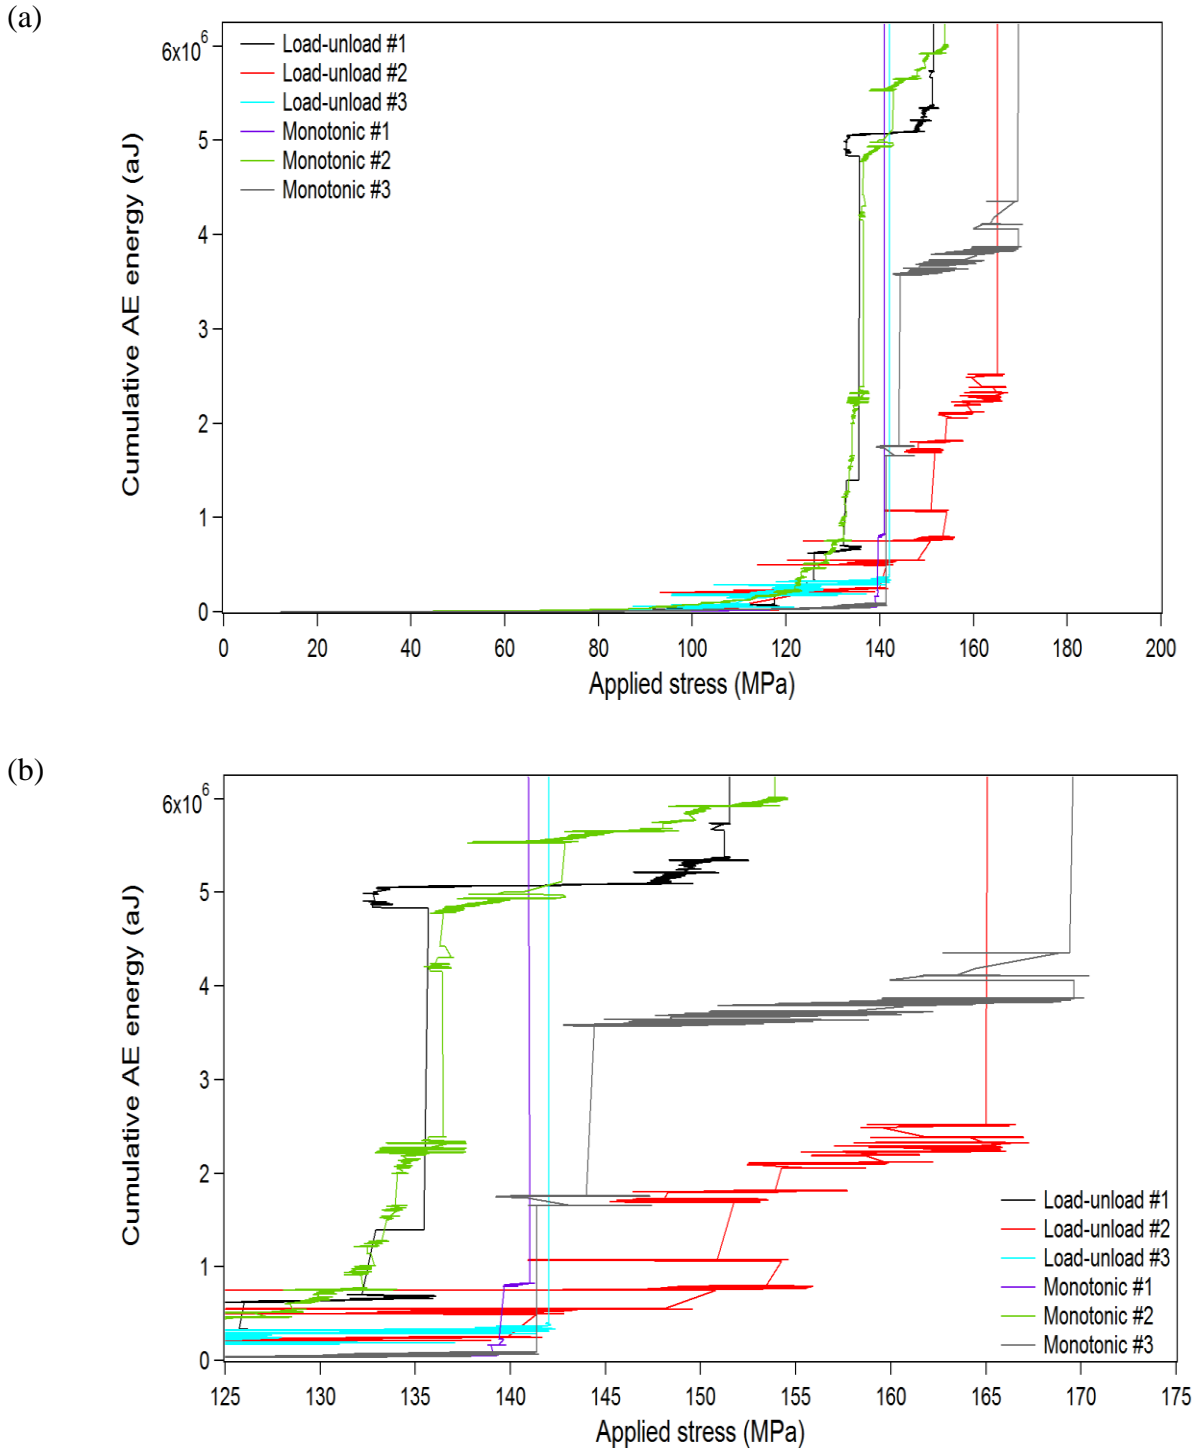 (a)
6x10⁶
5
4
3
2
1
0
Cumulative AE energy (aJ)
Load-unload #1
Load-unload #2
Load-unload #3
Monotonic #1
Monotonic #2
Monotonic #3
0 20 40 60 80 100 120 140 160 180 200
Applied stress (MPa)
(b)
6x10⁶
5
4
3
2
1
0
Cumulative AE energy (aJ)
Load-unload #1
Load-unload #2
Load-unload #3
Monotonic #1
Monotonic #2
Monotonic #3
125 130 135 140 145 150 155 160 165 170 175
Applied stress (MPa)